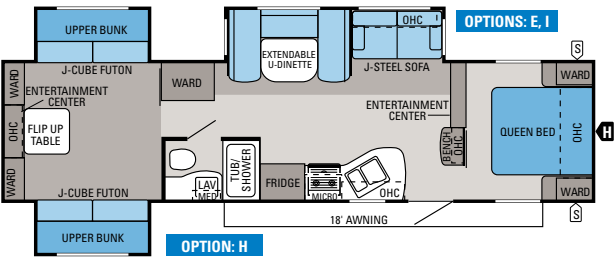 UPPER BUNK
OHC
OPTIONS: E, I
EXTENDABLE
U-DINETTE
J-CUBE FUTON
J-STEEL SOFA
S
WARD
WARD
WARD
ENTERTAINMENT
CENTER
ENTERTAINMENT
CENTER
OHC
FLIP UP
TABLE
BENCH
OHC
QUEEN BED
OHC
H
TUB/
SHOWER
WARD
LAV
MED
FRIDGE
MICRO
OHC
WARD
J-CUBE FUTON
S
18' AWNING
UPPER BUNK
OPTION: H